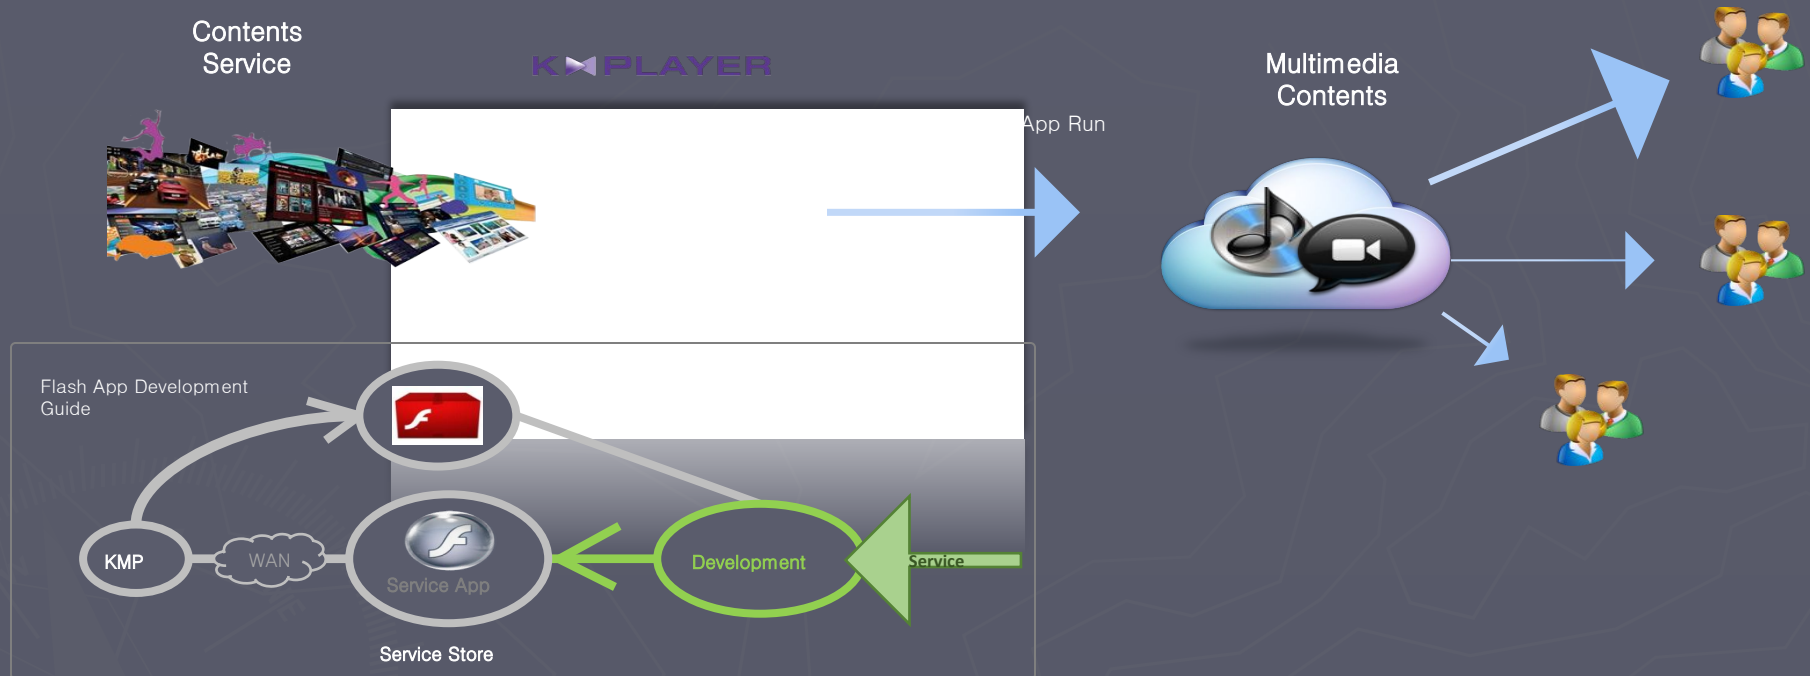 Contents
Service
KMPLAYER
Multimedia
Contents
App Run
Flash App Development
Guide
KMP
WAN
Service App
Development
Service
Service Store